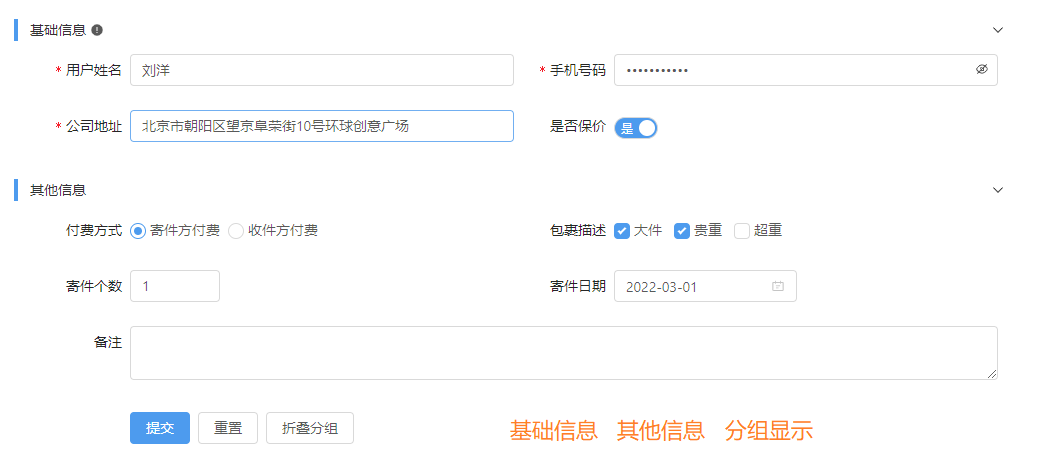 基础信息
* 用户姓名 刘洋 * 手机号码 •••••••••••
* 公司地址 北京市朝阳区望京阜荣街10号环球创意广场 是否保价 是
其他信息
付费方式 寄件方付费 收件方付费 包裹描述 大件 贵重 超重
寄件个数 1 寄件日期 2022-03-01
备注
提交 重置 折叠分组 基础信息 其他信息 分组显示